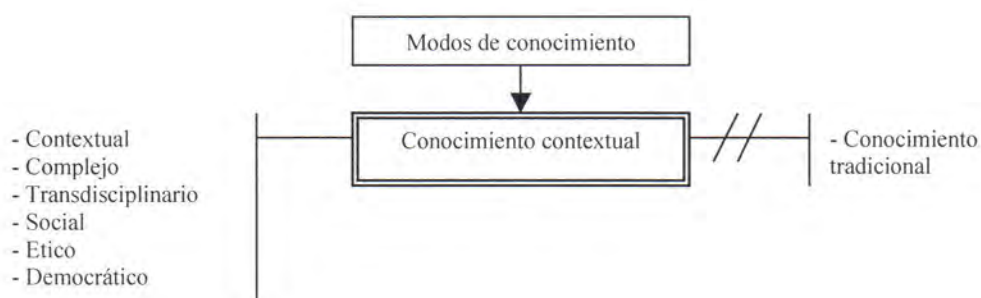 Modos de conocimiento
Conocimiento contextual
- Contextual
- Complejo
- Transdisciplinario
- Social
- Etico
- Democrático
- Conocimiento
tradicional